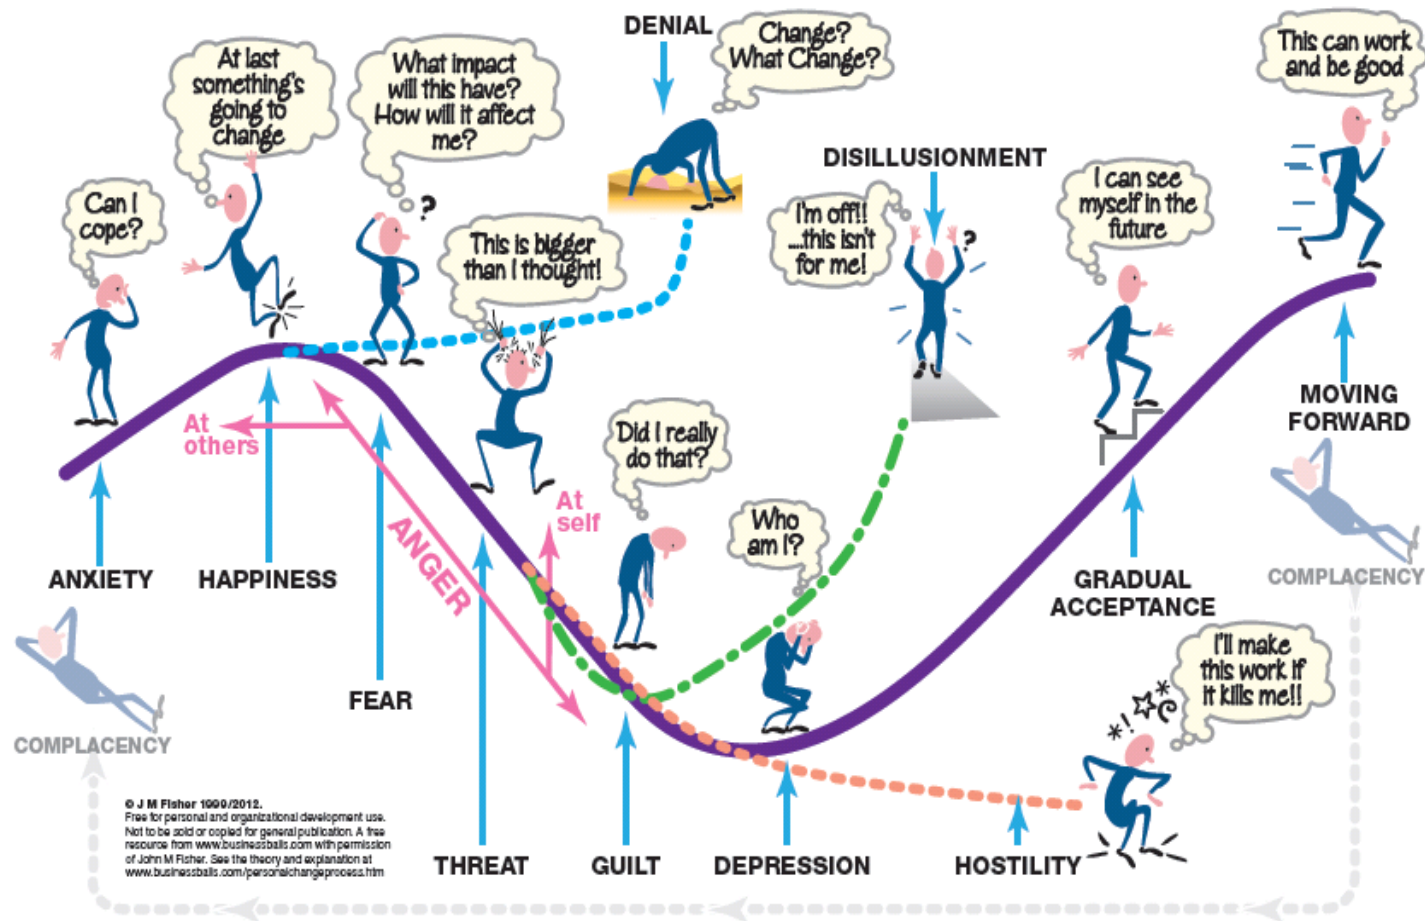 DENIAL
Change?
What Change?
This can work
and be good
At last
something's
going to
change
What impact
will this have?
How will it affect
me?
DISILLUSIONMENT
Can I
cope?
?
This is bigger
than I thought!
I'm off!!
....this isn't
for me!
?
I can see
myself in the
future
MOVING
FORWARD
At
others
Did I really
do that?
At
self
Who
am I?
ANGER
ANXIETY
HAPPINESS
GRADUAL
ACCEPTANCE
COMPLACENCY
FEAR
I'll make
this work if
it kills me!!
COMPLACENCY
*!
*
© J M Fisher 1999/2012.
Free for personal and organizational development use.
Not to be sold or copied for general publication. A free
resource from www.businessballs.com with permission
of John M Fisher. See the theory and explanation at
www.businessballs.com/personalchangeprocess.htm
THREAT
GUILT
DEPRESSION
HOSTILITY